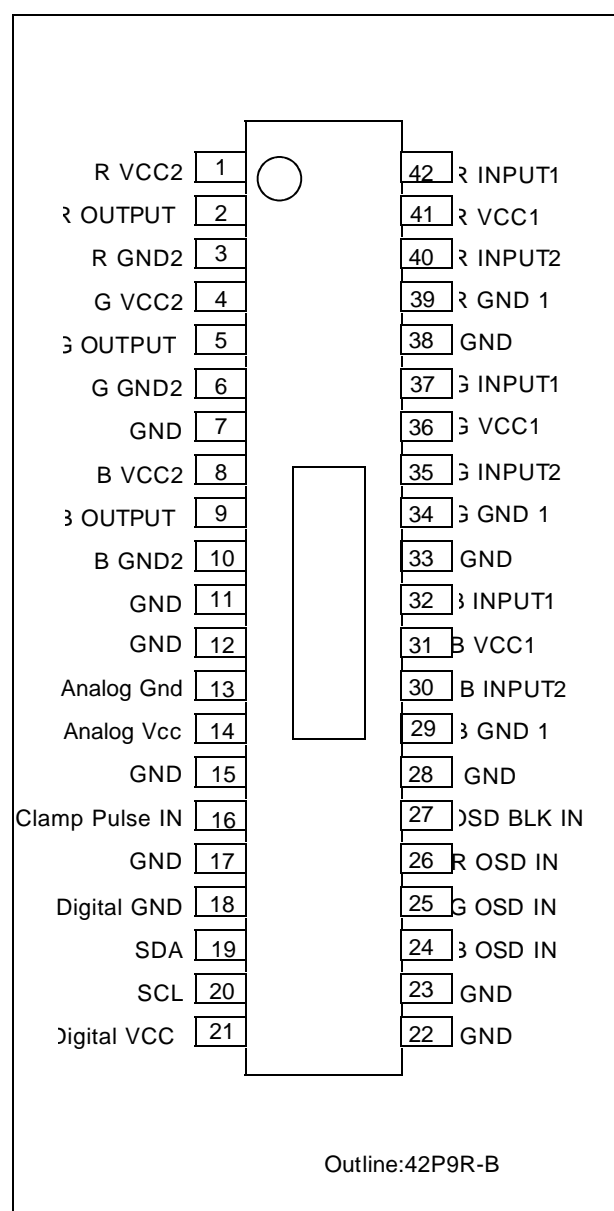 R VCC2 1 42 R INPUT1
R OUTPUT 2 41 R VCC1
R GND2 3 40 R INPUT2
G VCC2 4 39 R GND 1
G OUTPUT 5 38 GND
G GND2 6 37 G INPUT1
GND 7 36 G VCC1
B VCC2 8 35 G INPUT2
B OUTPUT 9 34 G GND 1
B GND2 10 33 GND
GND 11 32 B INPUT1
GND 12 31 B VCC1
Analog Gnd 13 30 B INPUT2
Analog Vcc 14 29 B GND 1
GND 15 28 GND
Clamp Pulse IN 16 27 OSD BLK IN
GND 17 26 R OSD IN
Digital GND 18 25 G OSD IN
SDA 19 24 B OSD IN
SCL 20 23 GND
Digital VCC 21 22 GND
Outline:42P9R-B